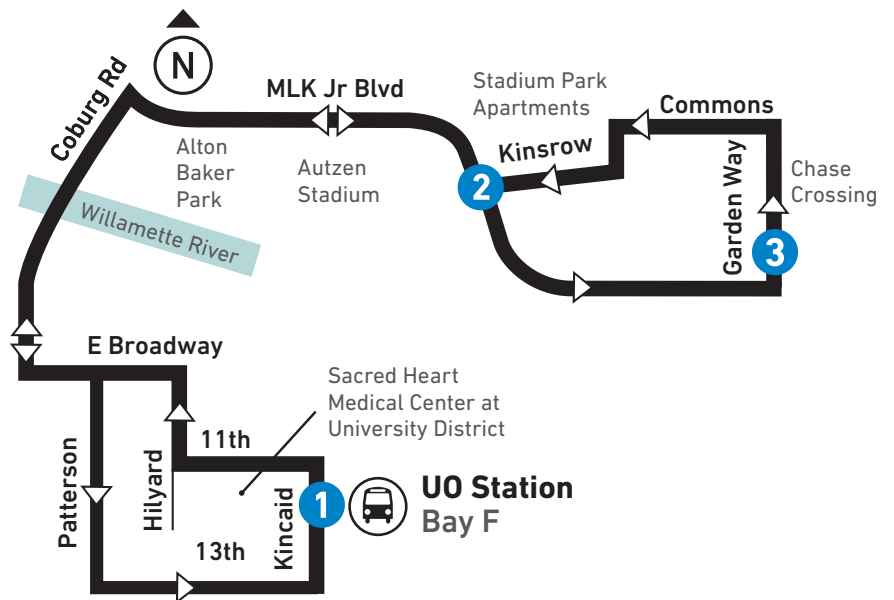 N
Coburg Rd
MLK Jr Blvd
Stadium Park
Apartments
Commons
Kinsrow
Alton
Baker
Park
Autzen
Stadium
2
Garden Way
Chase
Crossing
3
Willamette River
E Broadway
Sacred Heart
Medical Center at
University District
11th
Patterson
Hilyard
Kincaid
1
UO Station
Bay F
13th